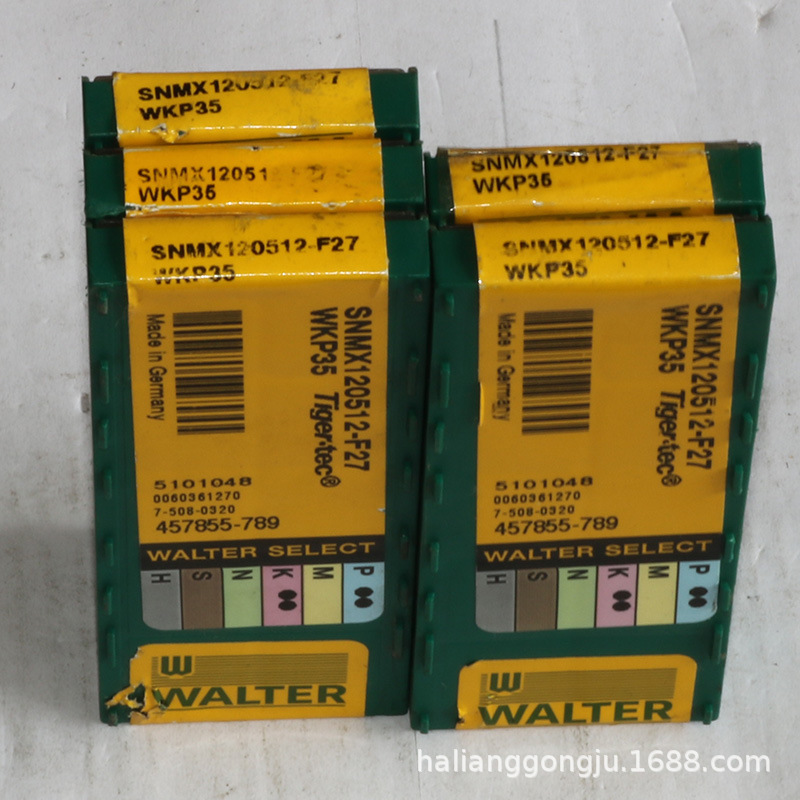 SNMX120512-F27
WKP35
SNMX12051
WKP35
SNMX120512-F27
WKP35
SNMX120512-F27
WKP35 Tiger·tec®
Made in Germany
5101048
0060361270
7-508-0320
457855-789
WALTER SELECT
H S N K M P
WALTER
SNMX120512-F27
WKP35
SNMX120512-F27
WKP35
SNMX120512-F27
WKP35 Tiger·tec®
Made in Germany
5101048
0060361270
7-508-0320
457855-789
WALTER SELECT
H S N K M P
WALTER
halianggongju.1688.com